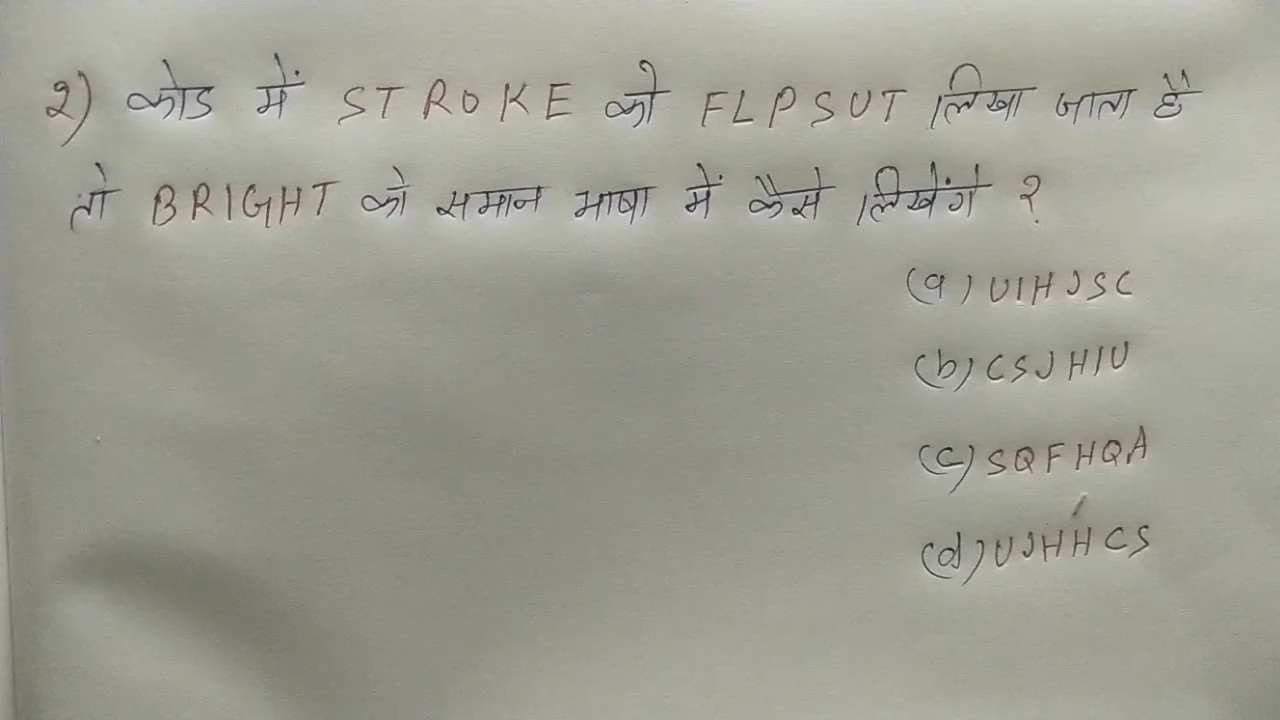 2) कोड में STROKE को FLPSUT लिखा जाता है
तो BRIGHT को समान भाषा में कैसे लिखेंगे ?
(a) UIHJSC
(b) CSJHIU
(c) SQFHQA
(d) UJHHCS